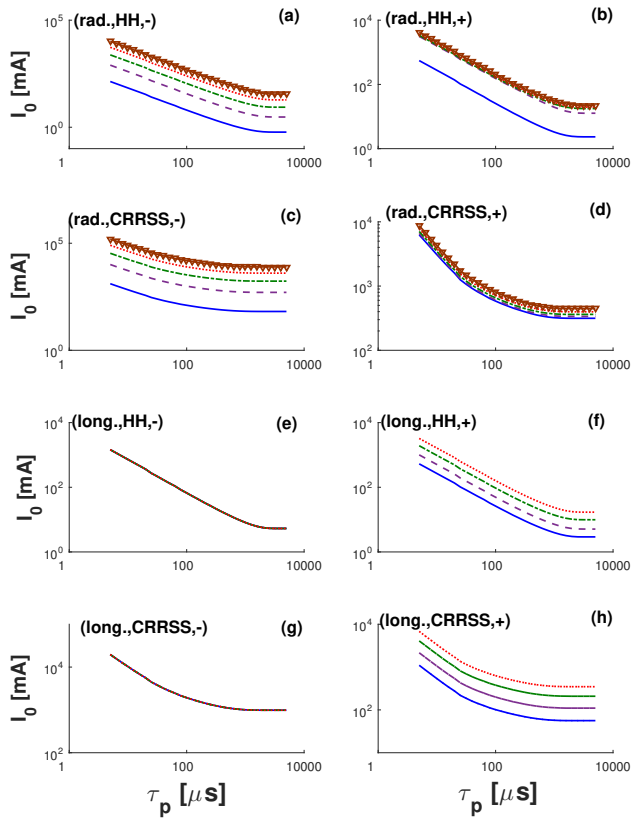 (rad.,HH,-) (a)
10^5
10^0
I_0 [mA]
1 100 10000
(rad.,HH,+) (b)
10^4
10^2
10^0
I_0 [mA]
1 100 10000
(rad.,CRRSS,-) (c)
10^5
10^0
I_0 [mA]
1 100 10000
(rad.,CRRSS,+) (d)
10^4
10^3
10^2
1 100 10000
(long.,HH,-) (e)
10^4
10^2
10^0
I_0 [mA]
1 100 10000
(long.,HH,+) (f)
10^4
10^2
10^0
1 100 10000
(long.,CRRSS,-) (g)
10^4
10^2
I_0 [mA]
1 100 10000
τ_p [μs]
(long.,CRRSS,+) (h)
10^4
10^2
10^0
1 100 10000
τ_p [μs]